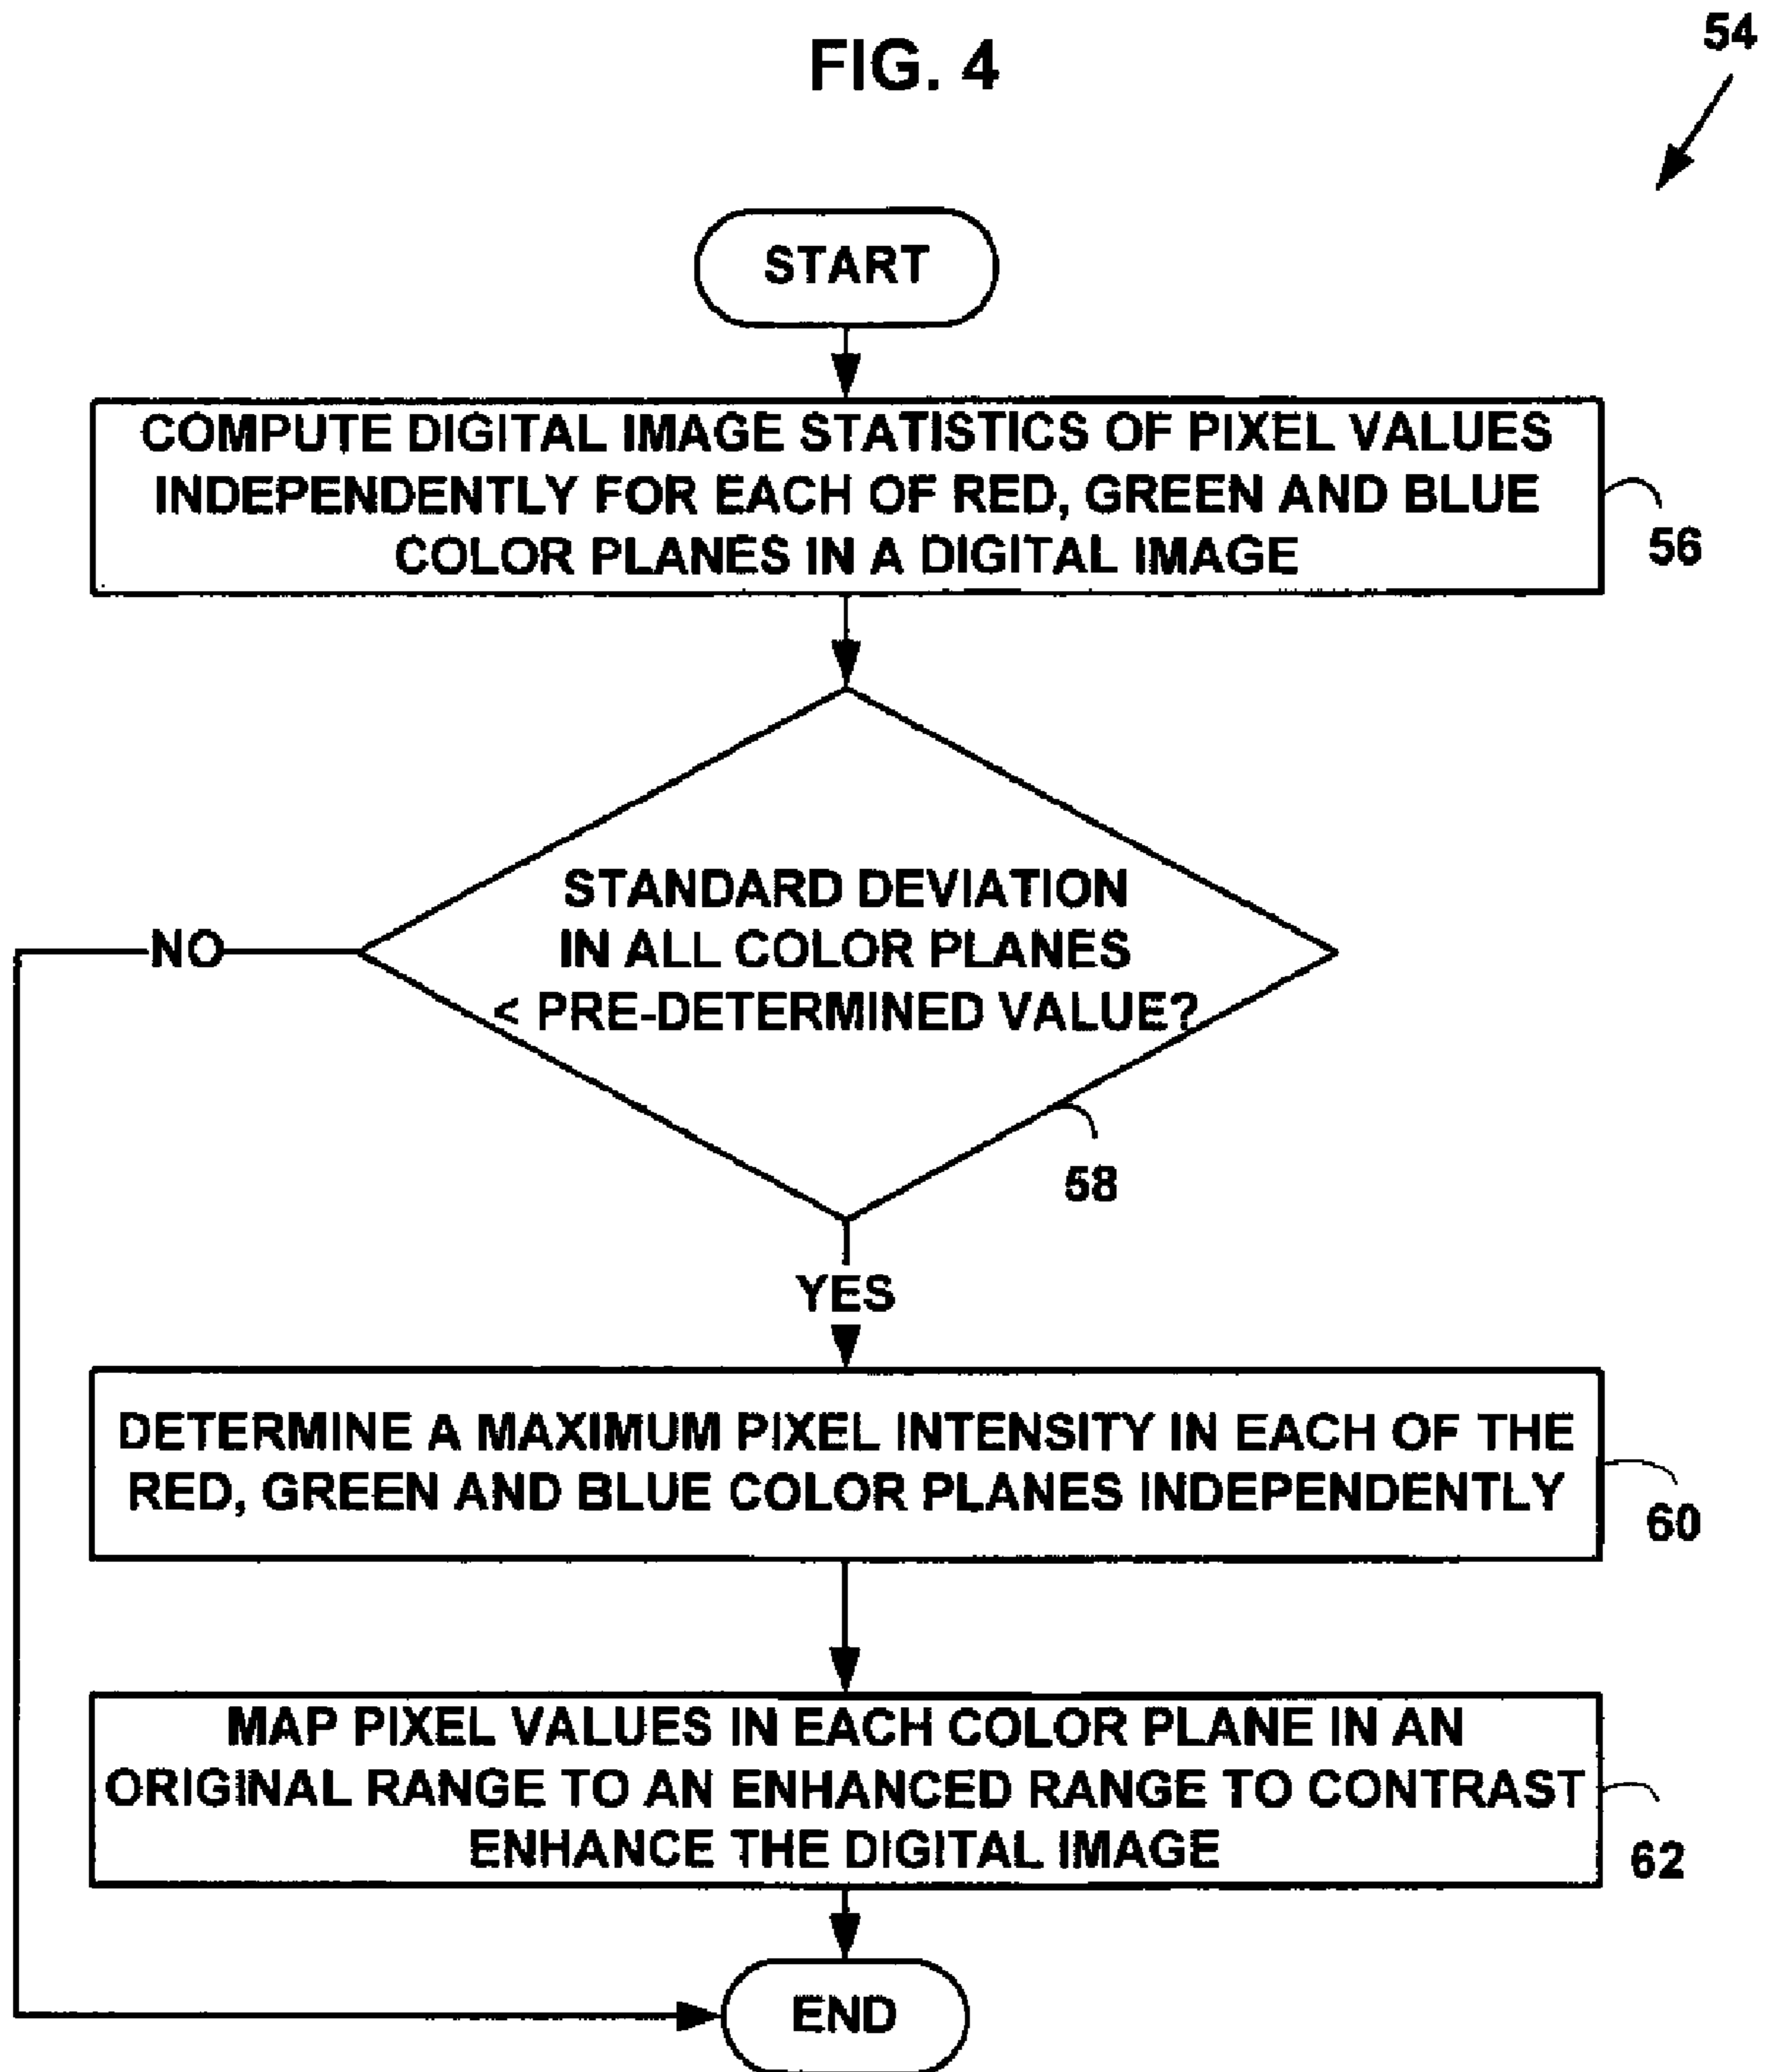 FIG. 4
54
START
COMPUTE DIGITAL IMAGE STATISTICS OF PIXEL VALUES
INDEPENDENTLY FOR EACH OF RED, GREEN AND BLUE
COLOR PLANES IN A DIGITAL IMAGE
56
STANDARD DEVIATION
IN ALL COLOR PLANES
< PRE-DETERMINED VALUE?
NO
58
YES
DETERMINE A MAXIMUM PIXEL INTENSITY IN EACH OF THE
RED, GREEN AND BLUE COLOR PLANES INDEPENDENTLY
60
MAP PIXEL VALUES IN EACH COLOR PLANE IN AN
ORIGINAL RANGE TO AN ENHANCED RANGE TO CONTRAST
ENHANCE THE DIGITAL IMAGE
62
END